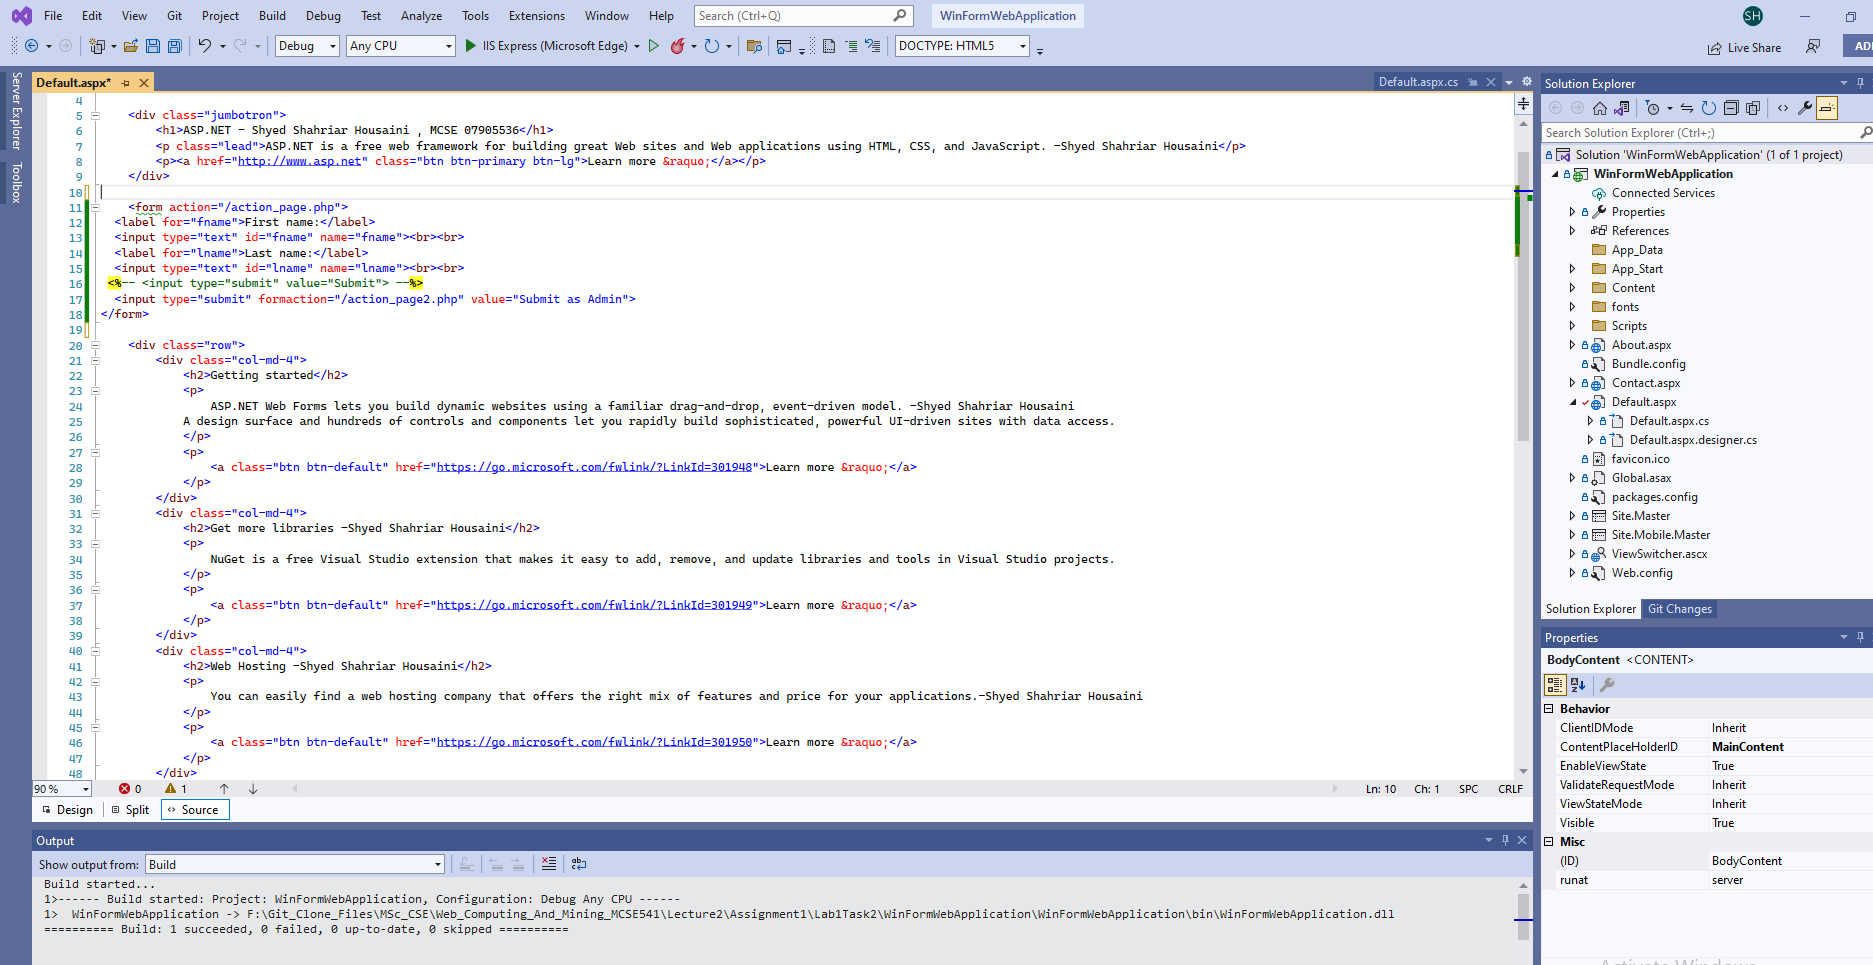 File Edit View Git Project Build Debug Test Analyze Tools Extensions Window Help Search (Ctrl+Q) WinFormWebApplication SH
Debug Any CPU IIS Express (Microsoft Edge) DOCTYPE: HTML5 Live Share
Server Explorer
Toolbox
Default.aspx* Default.aspx.cs
4
5 <div class="jumbotron">
6 <h1>ASP.NET - Shyed Shahriar Housaini , MCSE 07905536</h1>
7 <p class="lead">ASP.NET is a free web framework for building great Web sites and Web applications using HTML, CSS, and JavaScript. -Shyed Shahriar Housaini</p>
8 <p><a href="http://www.asp.net" class="btn btn-primary btn-lg">Learn more &raquo;</a></p>
9 </div>
10
11 <form action="/action_page.php">
12 <label for="fname">First name:</label>
13 <input type="text" id="fname" name="fname"><br><br>
14 <label for="lname">Last name:</label>
15 <input type="text" id="lname" name="lname"><br><br>
16 <%-- <input type="submit" value="Submit"> --%>
17 <input type="submit" formaction="/action_page2.php" value="Submit as Admin">
18 </form>
19
20 <div class="row">
21 <div class="col-md-4">
22 <h2>Getting started</h2>
23 <p>
24 ASP.NET Web Forms lets you build dynamic websites using a familiar drag-and-drop, event-driven model. -Shyed Shahriar Housaini
25 A design surface and hundreds of controls and components let you rapidly build sophisticated, powerful UI-driven sites with data access.
26 </p>
27 <p>
28 <a class="btn btn-default" href="https://go.microsoft.com/fwlink/?LinkId=301948">Learn more &raquo;</a>
29 </p>
30 </div>
31 <div class="col-md-4">
32 <h2>Get more libraries -Shyed Shahriar Housaini</h2>
33 <p>
34 NuGet is a free Visual Studio extension that makes it easy to add, remove, and update libraries and tools in Visual Studio projects.
35 </p>
36 <p>
37 <a class="btn btn-default" href="https://go.microsoft.com/fwlink/?LinkId=301949">Learn more &raquo;</a>
38 </p>
39 </div>
40 <div class="col-md-4">
41 <h2>Web Hosting -Shyed Shahriar Housaini</h2>
42 <p>
43 You can easily find a web hosting company that offers the right mix of features and price for your applications.-Shyed Shahriar Housaini
44 </p>
45 <p>
46 <a class="btn btn-default" href="https://go.microsoft.com/fwlink/?LinkId=301950">Learn more &raquo;</a>
47 </p>
48 </div>
90 % 0 1 Ln: 10 Ch: 1 SPC CRLF
Design Split Source
Output
Show output from: Build
Build started...
1>------ Build started: Project: WinFormWebApplication, Configuration: Debug Any CPU ------
1> WinFormWebApplication -> F:\Git_Clone_Files\MSc_CSE\Web_Computing_And_Mining_MCSE541\Lecture2\Assignment1\Lab1Task2\WinFormWebApplication\WinFormWebApplication\bin\WinFormWebApplication.dll
========== Build: 1 succeeded, 0 failed, 0 up-to-date, 0 skipped ==========
Solution Explorer
Search Solution Explorer (Ctrl+;)
Solution 'WinFormWebApplication' (1 of 1 project)
WinFormWebApplication
Connected Services
Properties
References
App_Data
App_Start
Content
fonts
Scripts
About.aspx
Bundle.config
Contact.aspx
Default.aspx
Default.aspx.cs
Default.aspx.designer.cs
favicon.ico
Global.asax
packages.config
Site.Master
Site.Mobile.Master
ViewSwitcher.ascx
Web.config
Solution Explorer Git Changes
Properties
BodyContent <CONTENT>
Behavior
ClientIDMode Inherit
ContentPlaceHolderID MainContent
EnableViewState True
ValidateRequestMode Inherit
ViewStateMode Inherit
Visible True
Misc
(ID) BodyContent
runat server